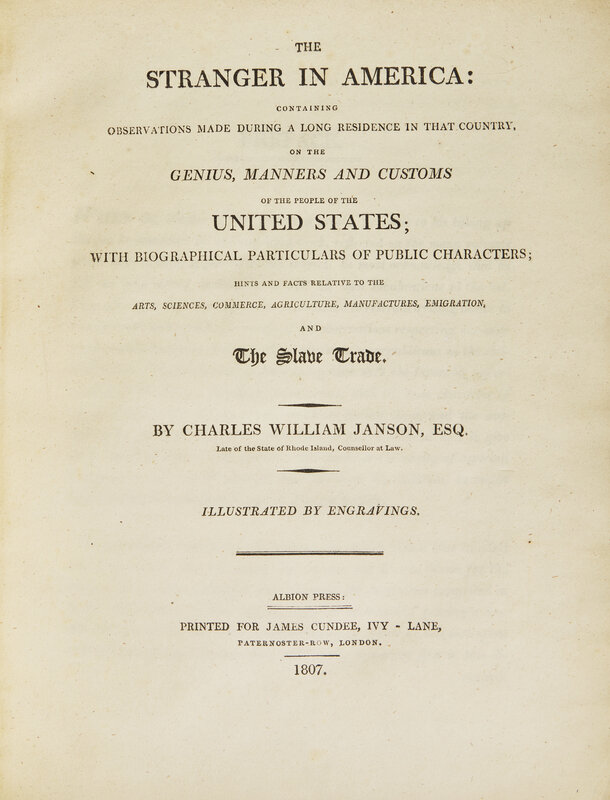 THE
STRANGER IN AMERICA:
CONTAINING
OBSERVATIONS MADE DURING A LONG RESIDENCE IN THAT COUNTRY,
ON THE
GENIUS, MANNERS AND CUSTOMS
OF THE PEOPLE OF THE
UNITED STATES;
WITH BIOGRAPHICAL PARTICULARS OF PUBLIC CHARACTERS;
HINTS AND FACTS RELATIVE TO THE
ARTS, SCIENCES, COMMERCE, AGRICULTURE, MANUFACTURES, EMIGRATION,
AND
The Slave Trade.
BY CHARLES WILLIAM JANSON, ESQ.
Late of the State of Rhode Island, Counsellor at Law.
ILLUSTRATED BY ENGRAVINGS.
ALBION PRESS:
PRINTED FOR JAMES CUNDEE, IVY - LANE,
PATERNOSTER-ROW, LONDON.
1807.